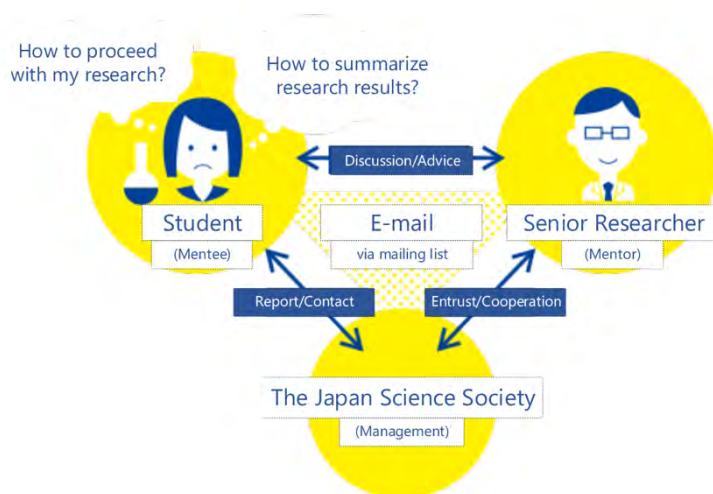 How to proceed
with my research?
How to summarize
research results?
Discussion/Advice
Student
(Mentee)
E-mail
via mailing list
Senior Researcher
(Mentor)
Report/Contact
Entrust/Cooperation
The Japan Science Society
(Management)